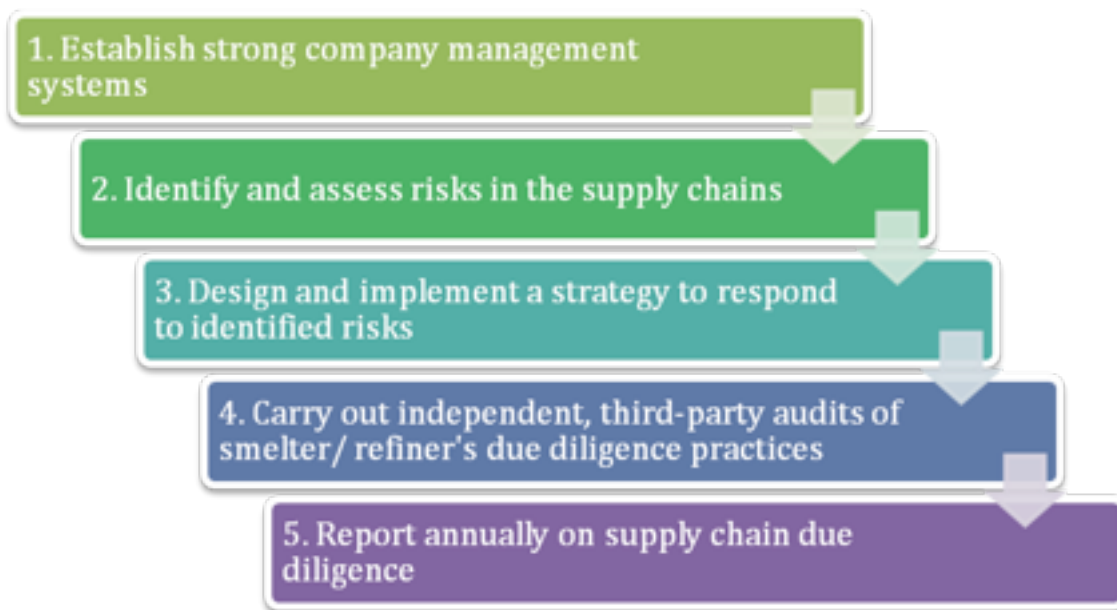 1. Establish strong company management
systems
2. Identify and assess risks in the supply chains
3. Design and implement a strategy to respond
to identified risks
4. Carry out independent, third-party audits of
smelter/ refiner's due diligence practices
5. Report annually on supply chain due
diligence